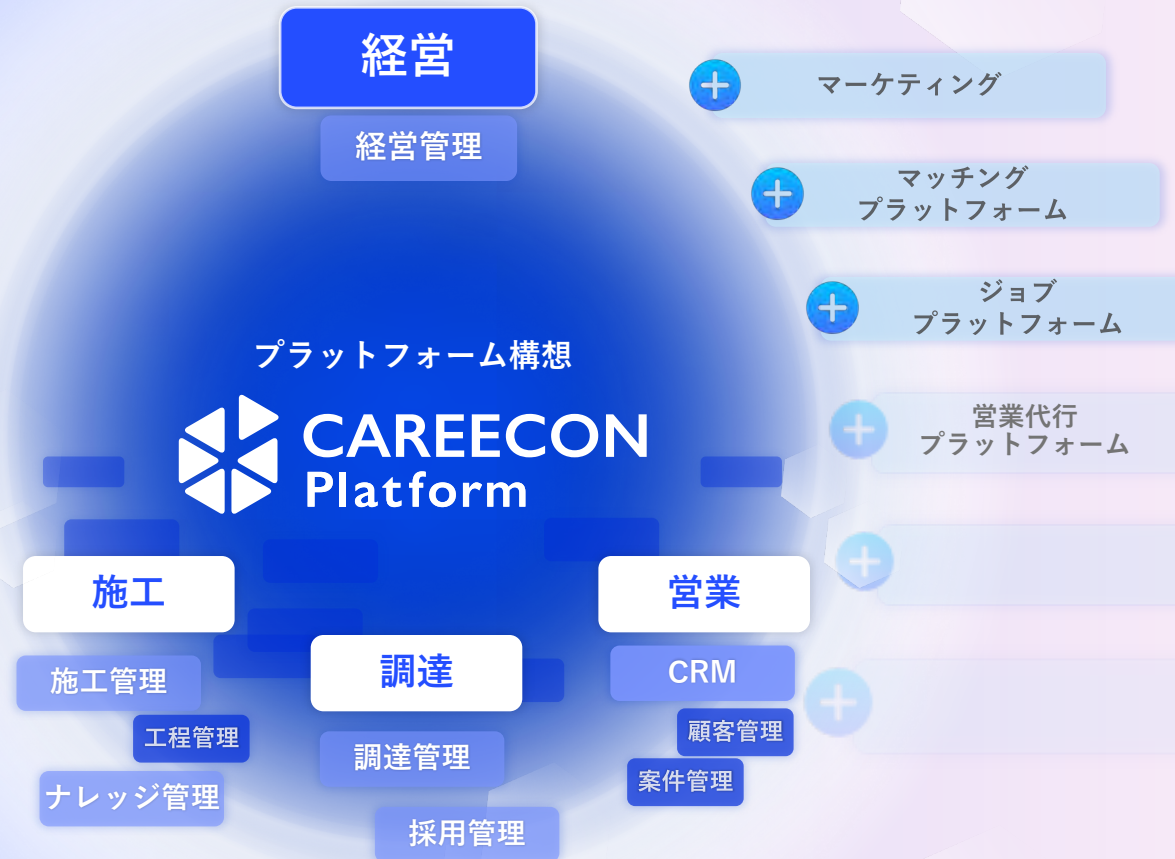 経営
経営管理
マーケティング
マッチング
プラットフォーム
ジョブ
プラットフォーム
営業代行
プラットフォーム
プラットフォーム構想
CAREECON
Platform
施工
施工管理
工程管理
ナレッジ管理
調達
調達管理
採用管理
営業
CRM
顧客管理
案件管理